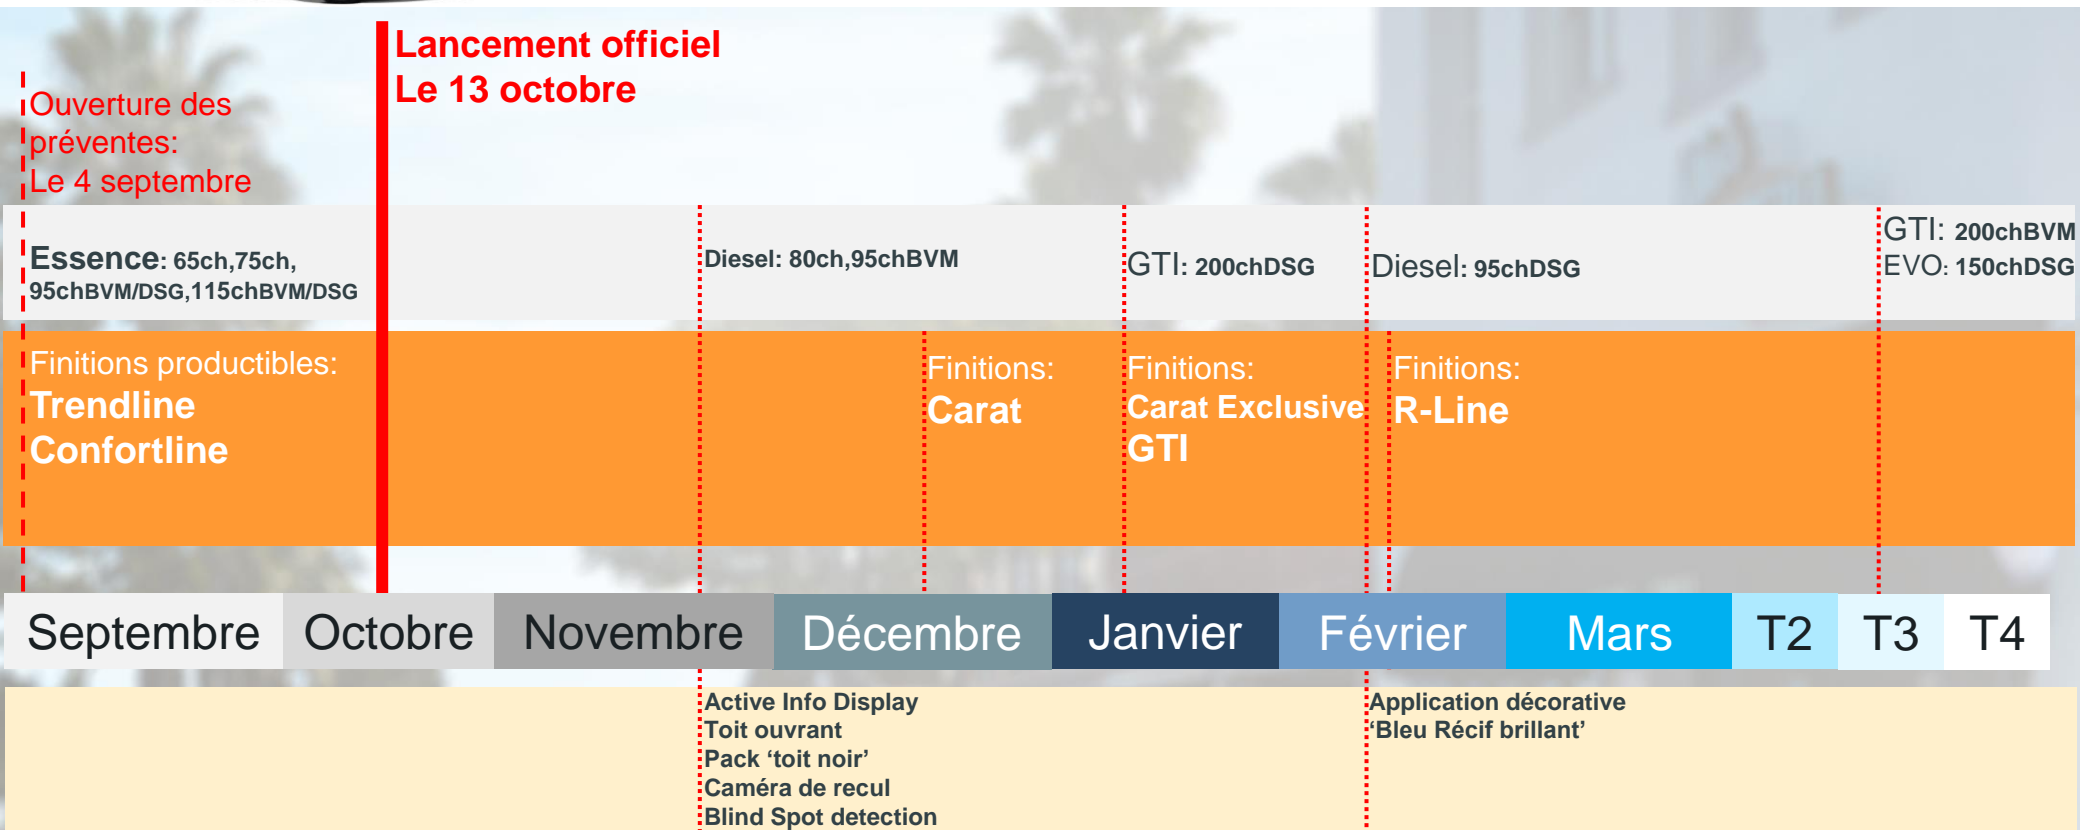 Lancement officiel
Le 13 octobre
Ouverture des
préventes:
Le 4 septembre
Essence: 65ch,75ch,
95chBVM/DSG,115chBVM/DSG
Diesel: 80ch,95chBVM
GTI: 200chDSG
Diesel: 95chDSG
GTI: 200chBVM
EVO: 150chDSG
Finitions productibles:
Trendline
Confortline
Finitions:
Carat
Finitions:
Carat Exclusive
GTI
Finitions:
R-Line
Septembre Octobre Novembre Décembre Janvier Février Mars T2 T3 T4
Active Info Display
Toit ouvrant
Pack ‘toit noir’
Caméra de recul
Blind Spot detection
Application décorative
‘Bleu Récif brillant’